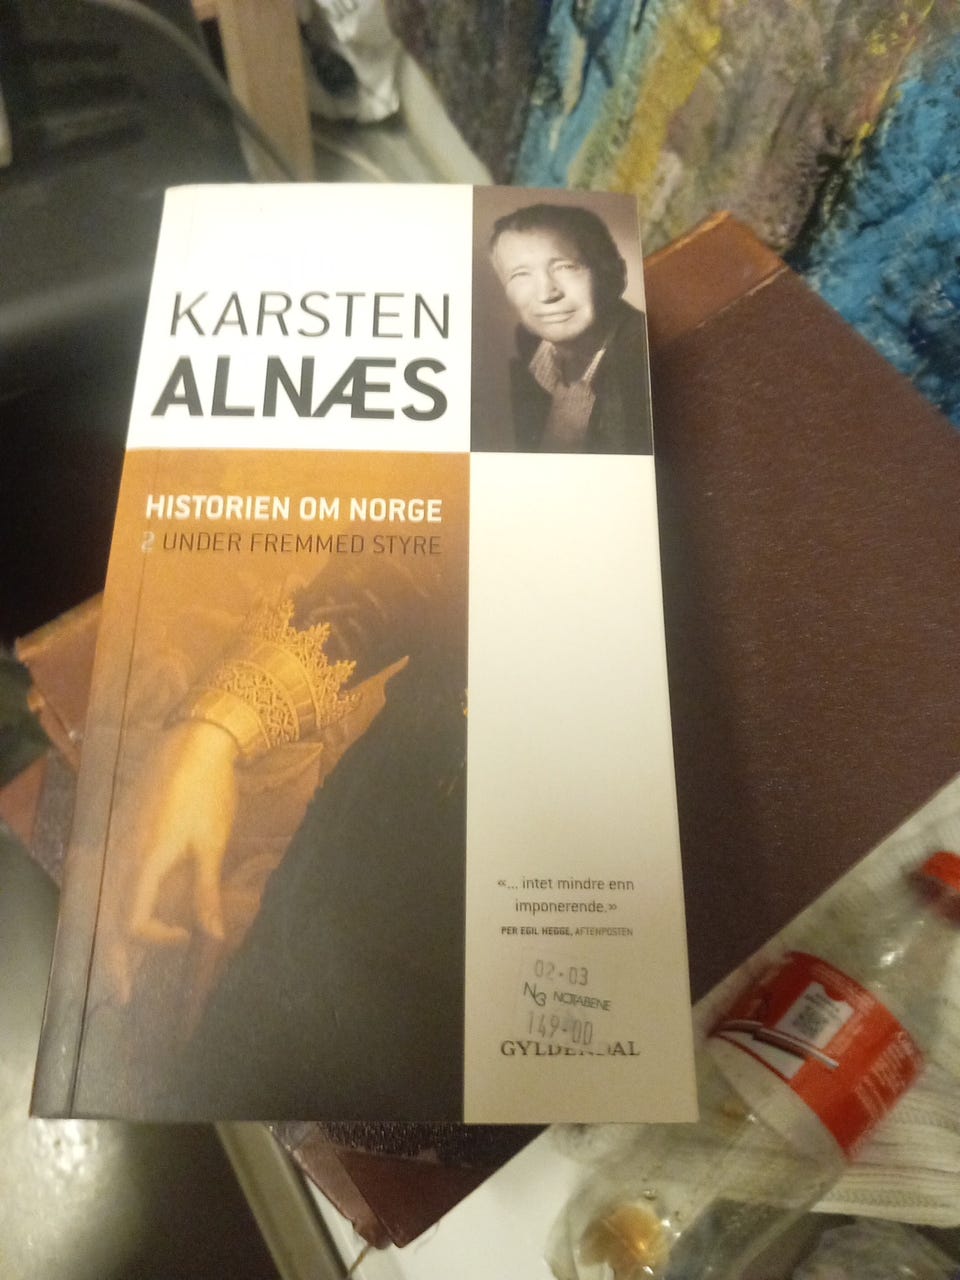 KARSTEN
ALNÆS
HISTORIEN OM NORGE
2 UNDER FREMMED STYRE
«... intet mindre enn
imponerende.»
PER EGIL HEGGE, AFTENPOSTEN
02-03
NOTABENE
149-00
GYLDENDAL